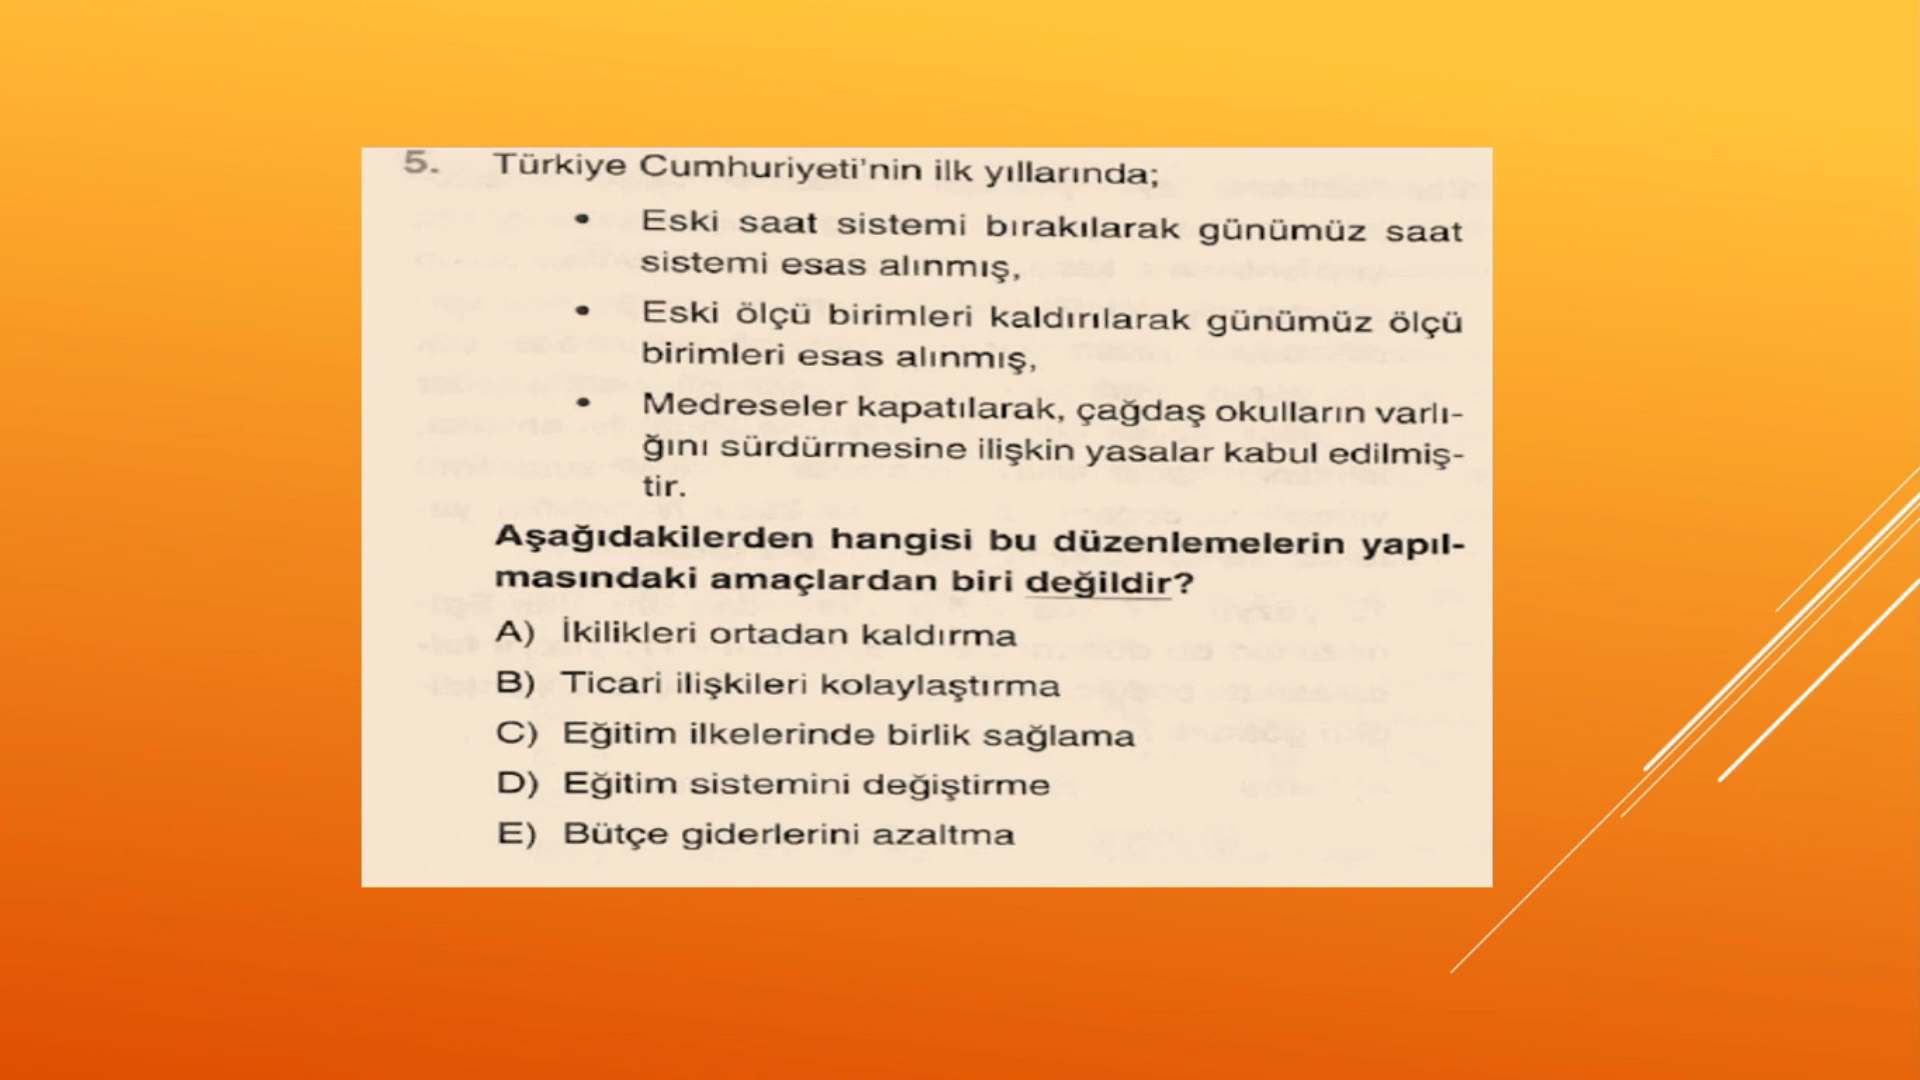 5. Türkiye Cumhuriyeti'nin ilk yıllarında;
• Eski saat sistemi bırakılarak günümüz saat
sistemi esas alınmış,
• Eski ölçü birimleri kaldırılarak günümüz ölçü
birimleri esas alınmış,
• Medreseler kapatılarak, çağdaş okulların varlı-
ğını sürdürmesine ilişkin yasalar kabul edilmiş-
tir.
Aşağıdakilerden hangisi bu düzenlemelerin yapıl-
masındaki amaçlardan biri değildir?
A) İkilikleri ortadan kaldırma
B) Ticari ilişkileri kolaylaştırma
C) Eğitim ilkelerinde birlik sağlama
D) Eğitim sistemini değiştirme
E) Bütçe giderlerini azaltma